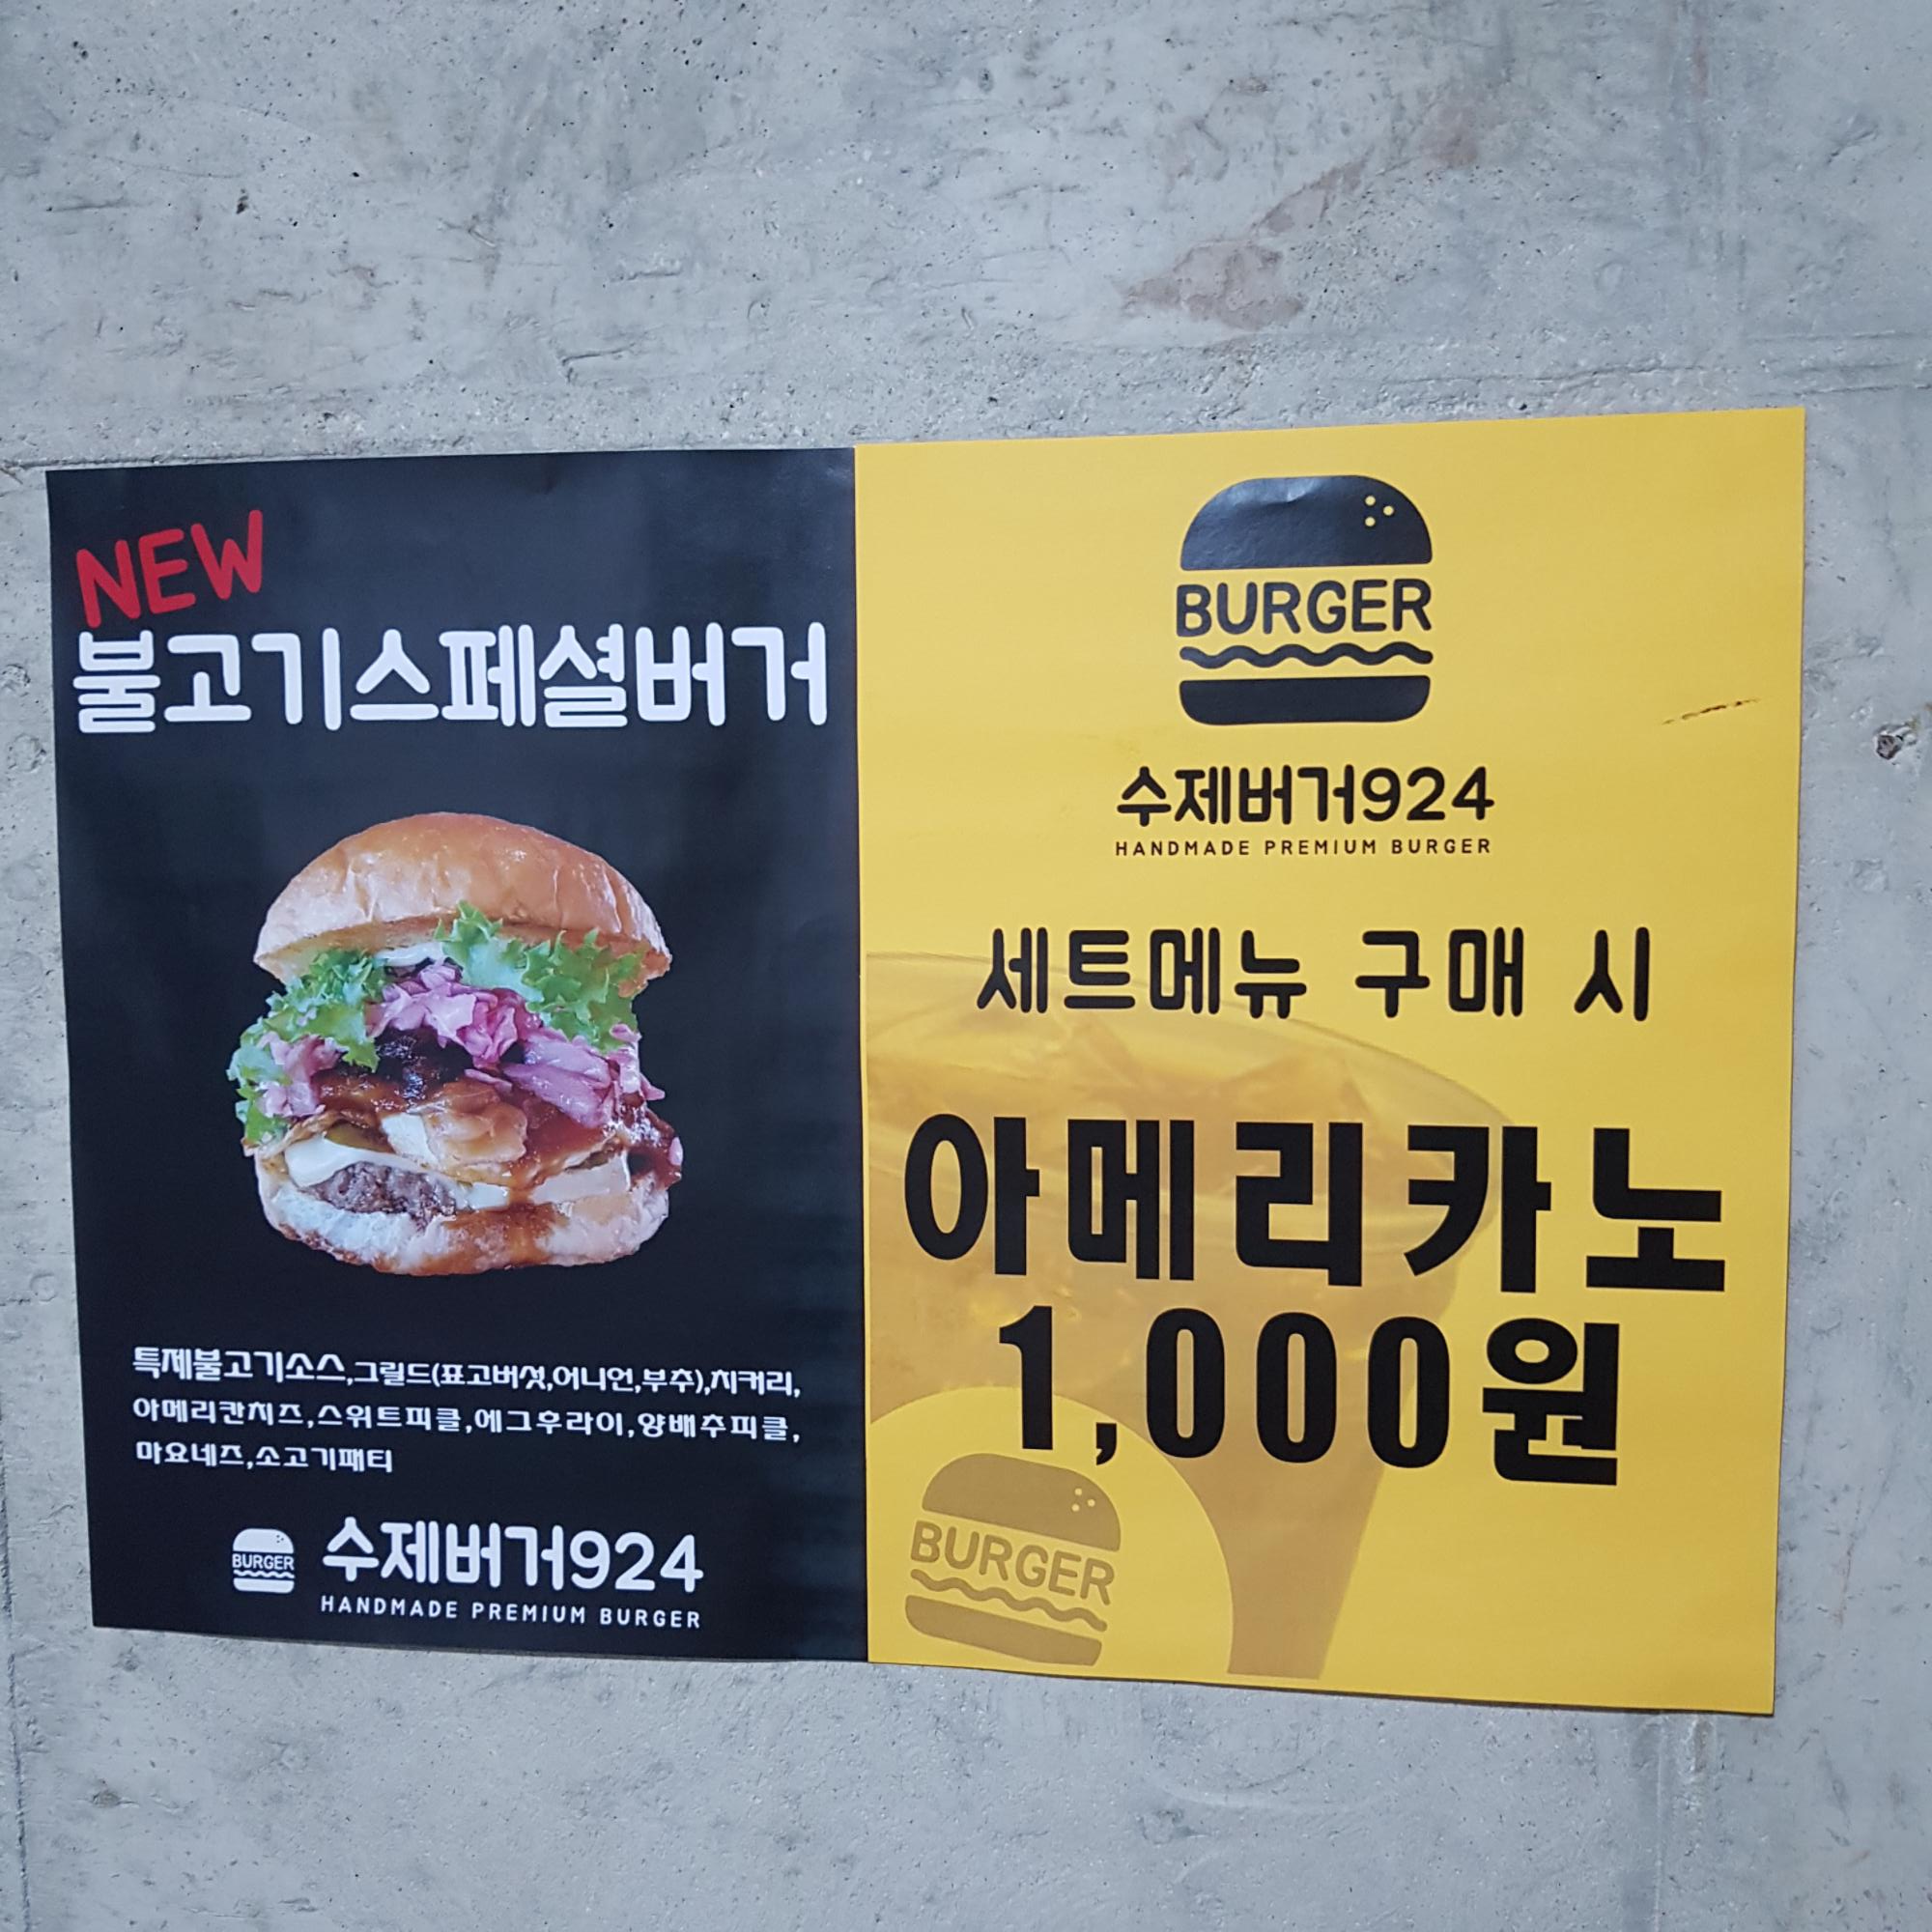 NEW
불고기스페셜버거
특제불고기소스,그릴드(표고버섯,어니언,부추),치커리,
아메리칸치즈,스위트피클,에그후라이,양배추피클,
마요네즈,소고기패티
BURGER
수제버거924
HANDMADE PREMIUM BURGER
BURGER
수제버거924
HANDMADE PREMIUM BURGER
세트메뉴 구매 시
아메리카노
1,000원
BURGER